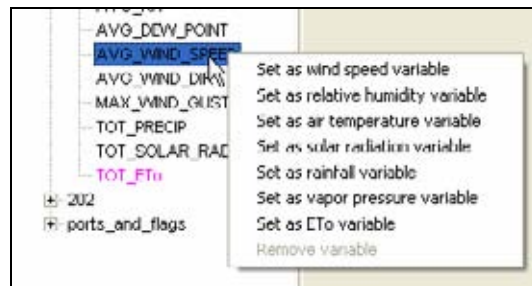 AVG_DEW_POINT
AVG_WIND_SPEED
AVG_WIND_DIR
MAX_WIND_GUST
TOT_PRECIP
TOT_SOLAR_RAD
TOT_ETo
202
ports_and_flags
Set as wind speed variable
Set as relative humidity variable
Set as air temperature variable
Set as solar radiation variable
Set as rainfall variable
Set as vapor pressure variable
Set as ETo variable
Remove variable